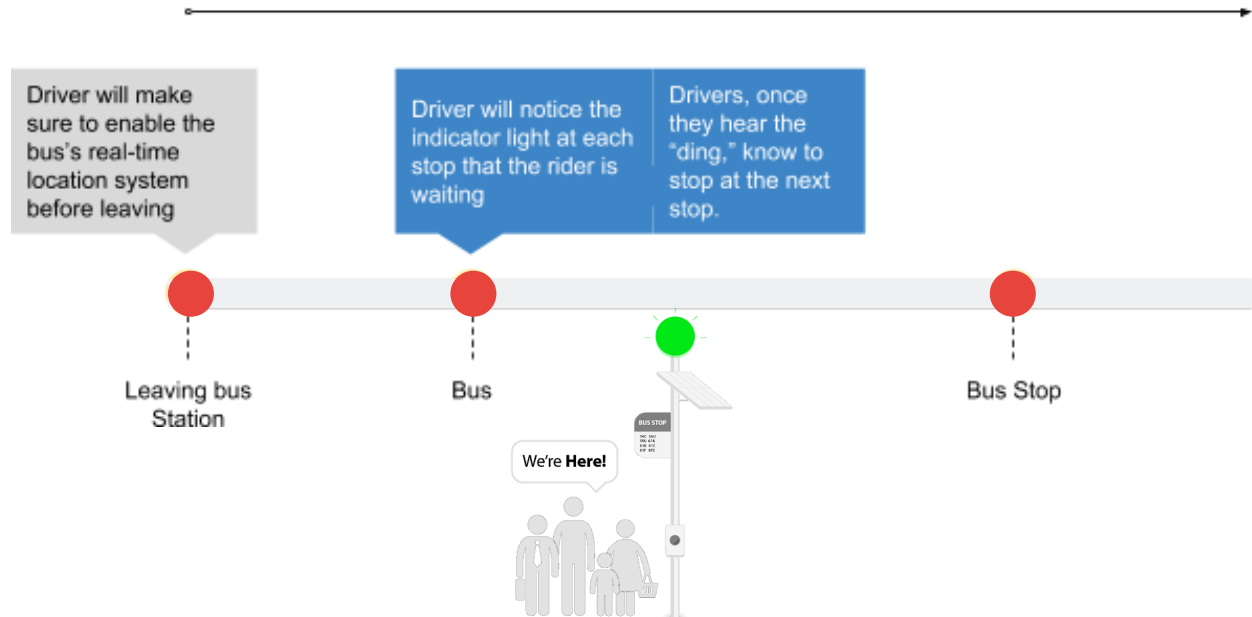 Driver will make
sure to enable the
bus's real-time
location system
before leaving
Driver will notice the
indicator light at each
stop that the rider is
waiting
Drivers, once
they hear the
“ding,” know to
stop at the next
stop.
Leaving bus
Station
Bus
Bus Stop
BUS STOP
We're Here!